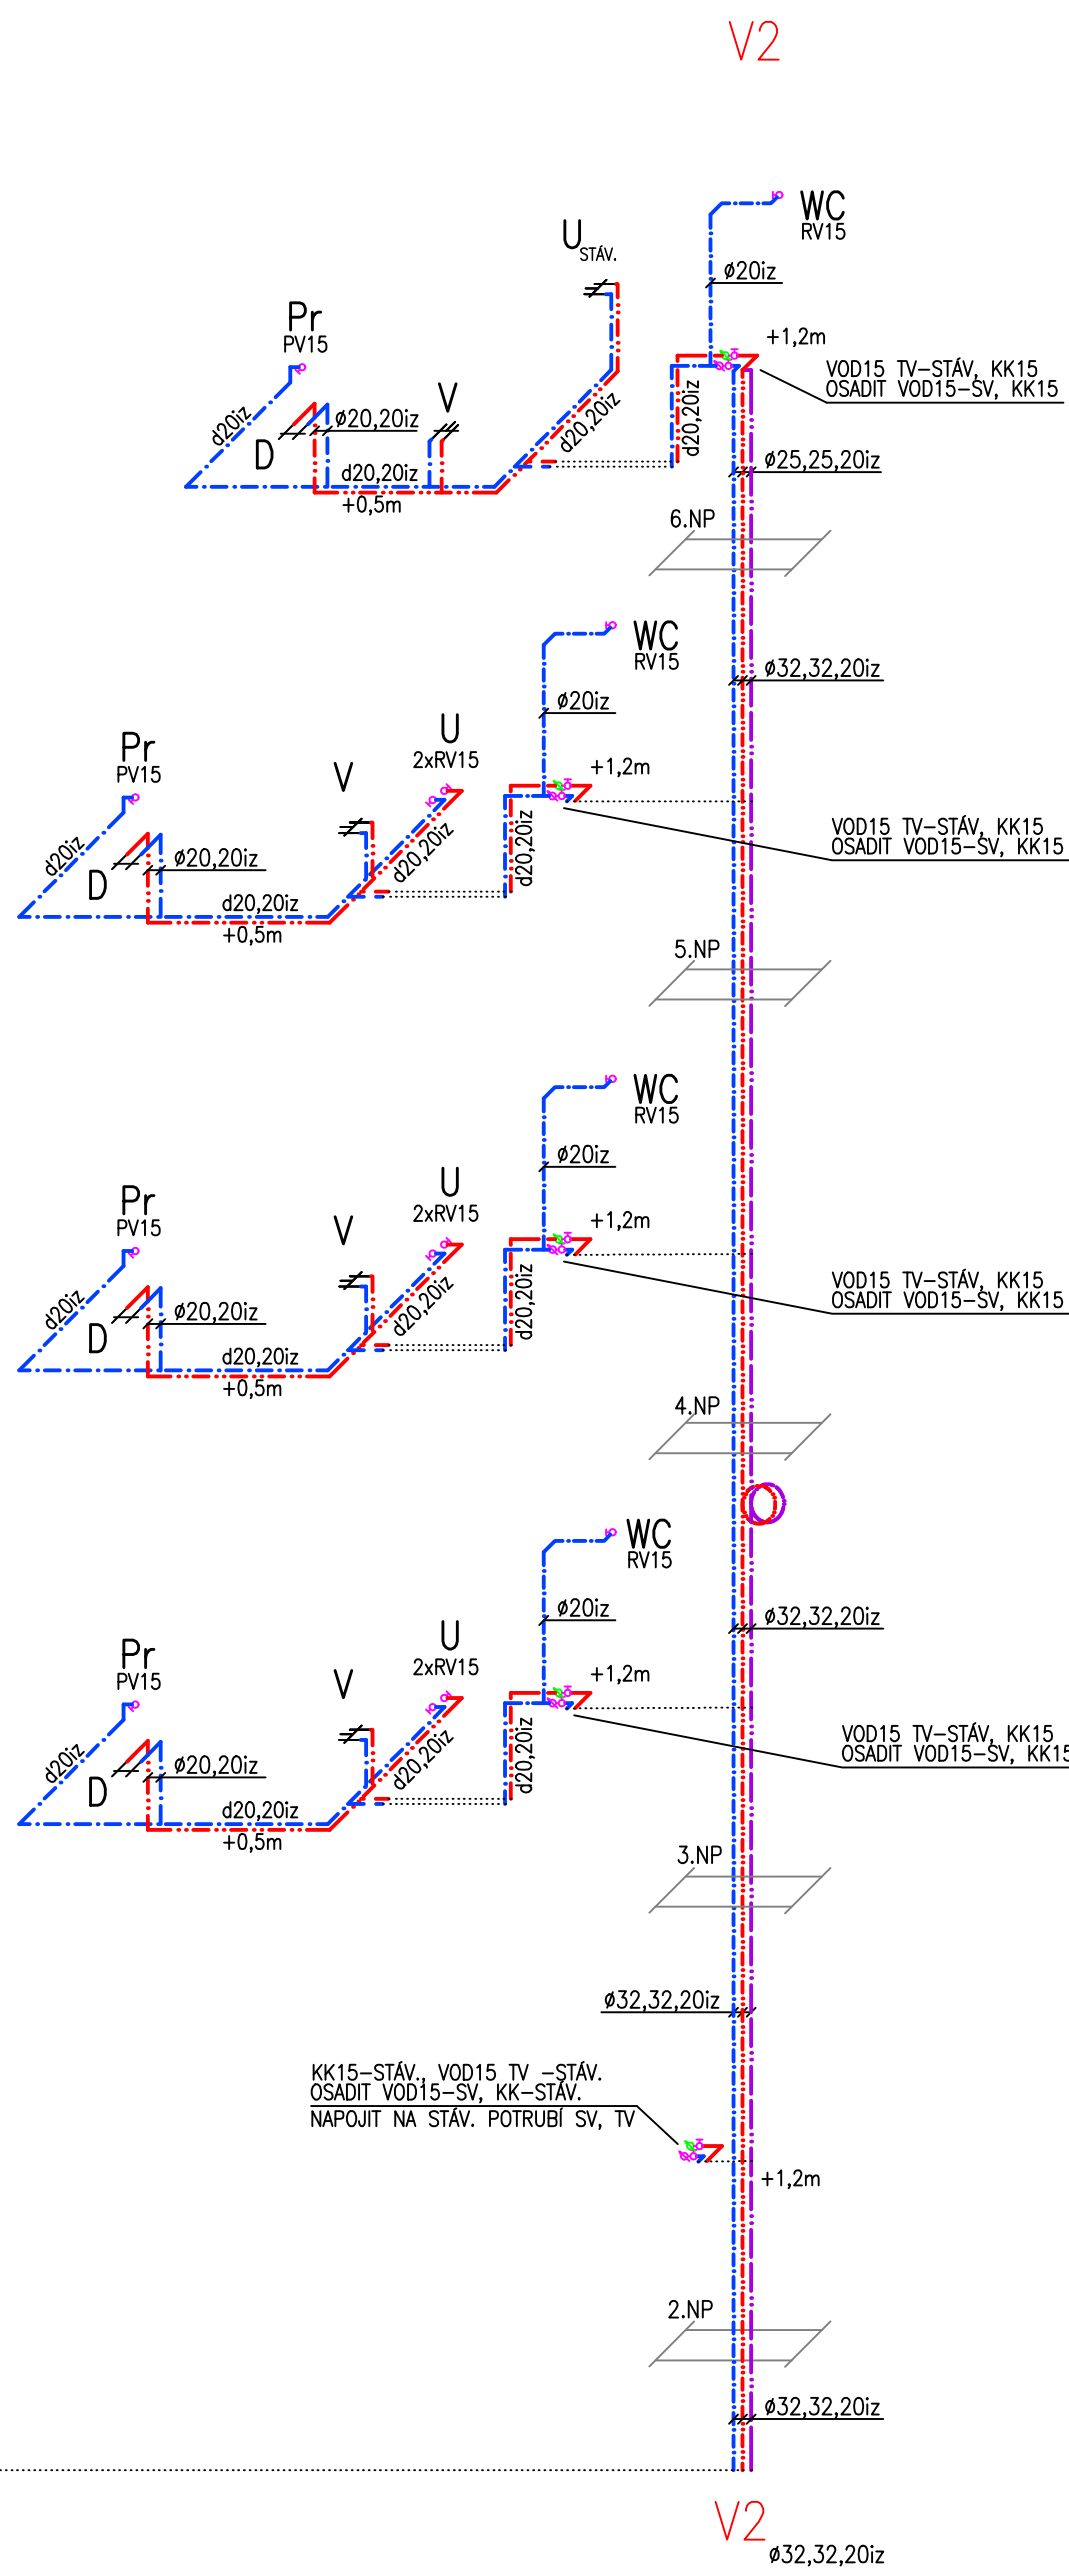 V2
WC
RV15
U STÁV.
ø20iz
Pr
PV15
+1,2m
VOD15 TV-STÁV, KK15
OSADIT VOD15-SV, KK15
d20iz
D
ø20,20iz
V
d20,20iz
d20,20iz
d20,20iz
+0,5m
ø25,25,20iz
6.NP
WC
RV15
ø32,32,20iz
ø20iz
U
2xRV15
Pr
PV15
V
+1,2m
VOD15 TV-STÁV, KK15
OSADIT VOD15-SV, KK15
d20iz
D
ø20,20iz
d20,20iz
d20,20iz
d20,20iz
+0,5m
5.NP
WC
RV15
ø20iz
U
2xRV15
Pr
PV15
V
+1,2m
VOD15 TV-STÁV, KK15
OSADIT VOD15-SV, KK15
d20iz
D
ø20,20iz
d20,20iz
d20,20iz
d20,20iz
+0,5m
4.NP
WC
RV15
ø20iz
ø32,32,20iz
U
2xRV15
Pr
PV15
V
+1,2m
VOD15 TV-STÁV, KK15
OSADIT VOD15-SV, KK15
d20iz
D
ø20,20iz
d20,20iz
d20,20iz
d20,20iz
+0,5m
3.NP
ø32,32,20iz
KK15-STÁV., VOD15 TV -STÁV.
OSADIT VOD15-SV, KK-STÁV.
NAPOJIT NA STÁV. POTRUBÍ SV, TV
+1,2m
2.NP
ø32,32,20iz
V2
ø32,32,20iz